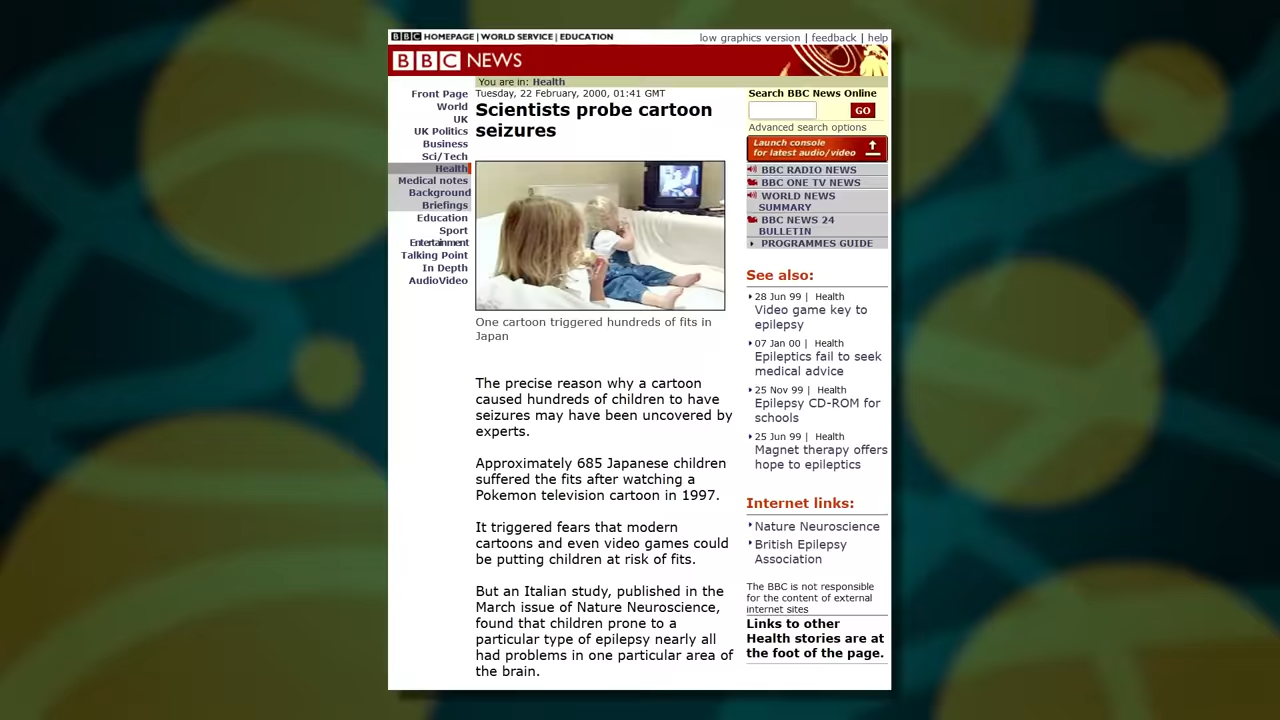 BBC HOMEPAGE | WORLD SERVICE | EDUCATION
low graphics version | feedback | help
BBC NEWS
You are in: Health
Front Page
World
UK
UK Politics
Business
Sci/Tech
Health
Medical notes
Background
Briefings
Education
Sport
Entertainment
Talking Point
In Depth
AudioVideo
Tuesday, 22 February, 2000, 01:41 GMT
Scientists probe cartoon
seizures
One cartoon triggered hundreds of fits in
Japan
The precise reason why a cartoon
caused hundreds of children to have
seizures may have been uncovered by
experts.
Approximately 685 Japanese children
suffered the fits after watching a
Pokemon television cartoon in 1997.
It triggered fears that modern
cartoons and even video games could
be putting children at risk of fits.
But an Italian study, published in the
March issue of Nature Neuroscience,
found that children prone to a
particular type of epilepsy nearly all
had problems in one particular area of
the brain.
Search BBC News Online
GO
Advanced search options
Launch console
for latest audio/video
BBC RADIO NEWS
BBC ONE TV NEWS
WORLD NEWS
SUMMARY
BBC NEWS 24
BULLETIN
PROGRAMMES GUIDE
See also:
28 Jun 99 | Health
Video game key to
epilepsy
07 Jan 00 | Health
Epileptics fail to seek
medical advice
25 Nov 99 | Health
Epilepsy CD-ROM for
schools
25 Jun 99 | Health
Magnet therapy offers
hope to epileptics
Internet links:
Nature Neuroscience
British Epilepsy
Association
The BBC is not responsible
for the content of external
internet sites
Links to other
Health stories are at
the foot of the page.